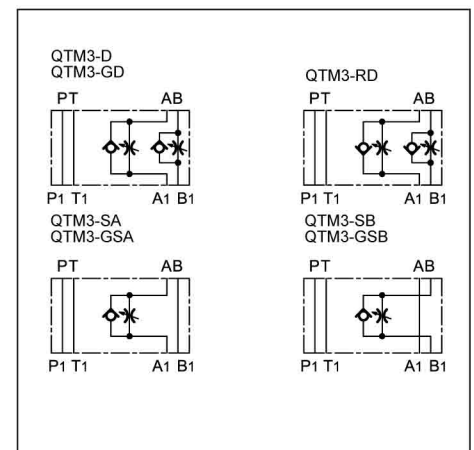 QTM3-D
QTM3-GD
PT AB
P1 T1 A1 B1
QTM3-RD
PT AB
P1 T1 A1 B1
QTM3-SA
QTM3-GSA
PT AB
P1 T1 A1 B1
QTM3-SB
QTM3-GSB
PT AB
P1 T1 A1 B1